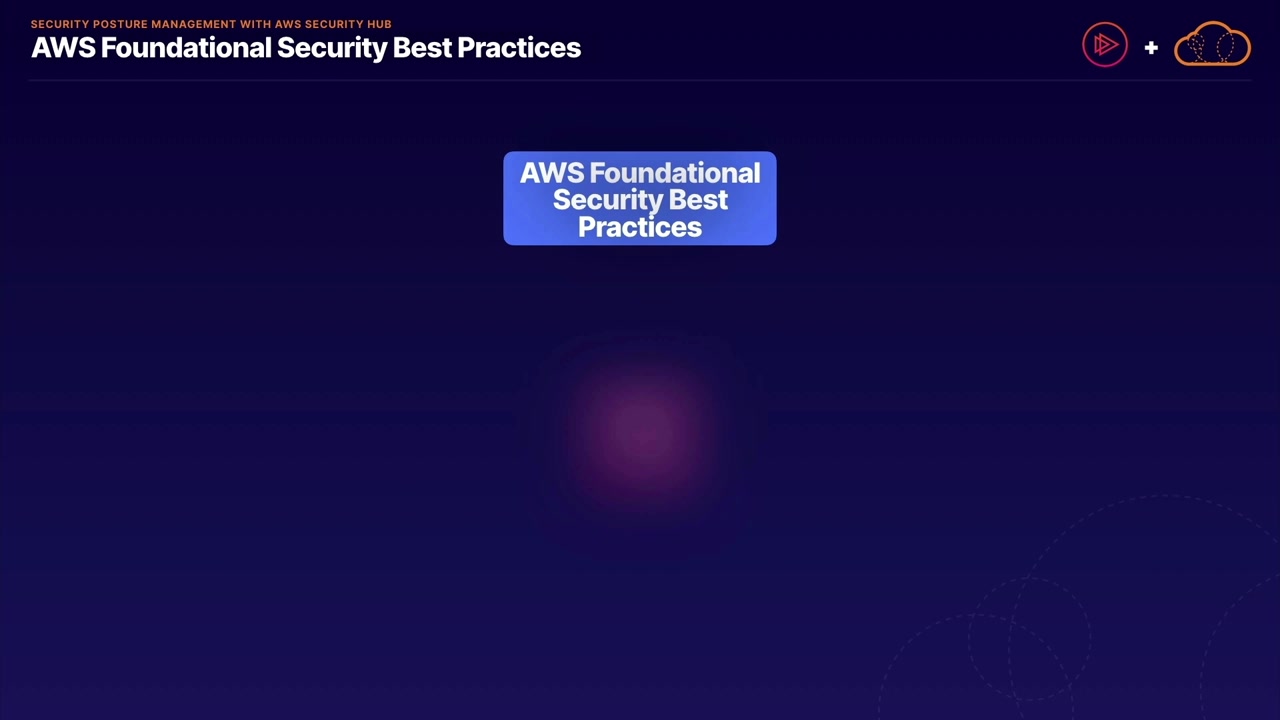 SECURITY POSTURE MANAGEMENT WITH AWS SECURITY HUB
AWS Foundational Security Best Practices
+
AWS Foundational
Security Best
Practices